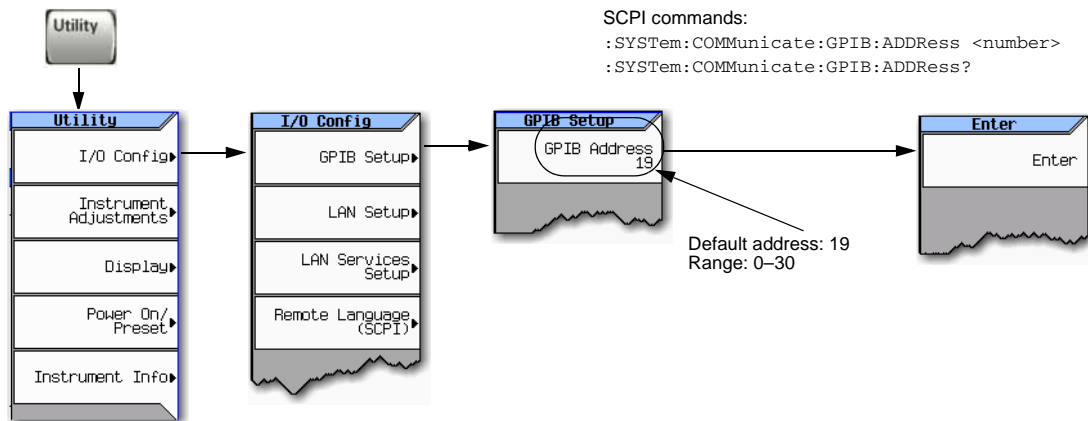 Utility
SCPI commands:
:SYSTem:COMMunicate:GPIB:ADDRess <number>
:SYSTem:COMMunicate:GPIB:ADDRess?
Utility
I/O Config
Instrument
Adjustments
Display
Power On/
Preset
Instrument Info
I/O Config
GPIB Setup
LAN Setup
LAN Services
Setup
Remote Language
(SCPI)
GPIB Setup
GPIB Address
19
Default address: 19
Range: 0–30
Enter
Enter